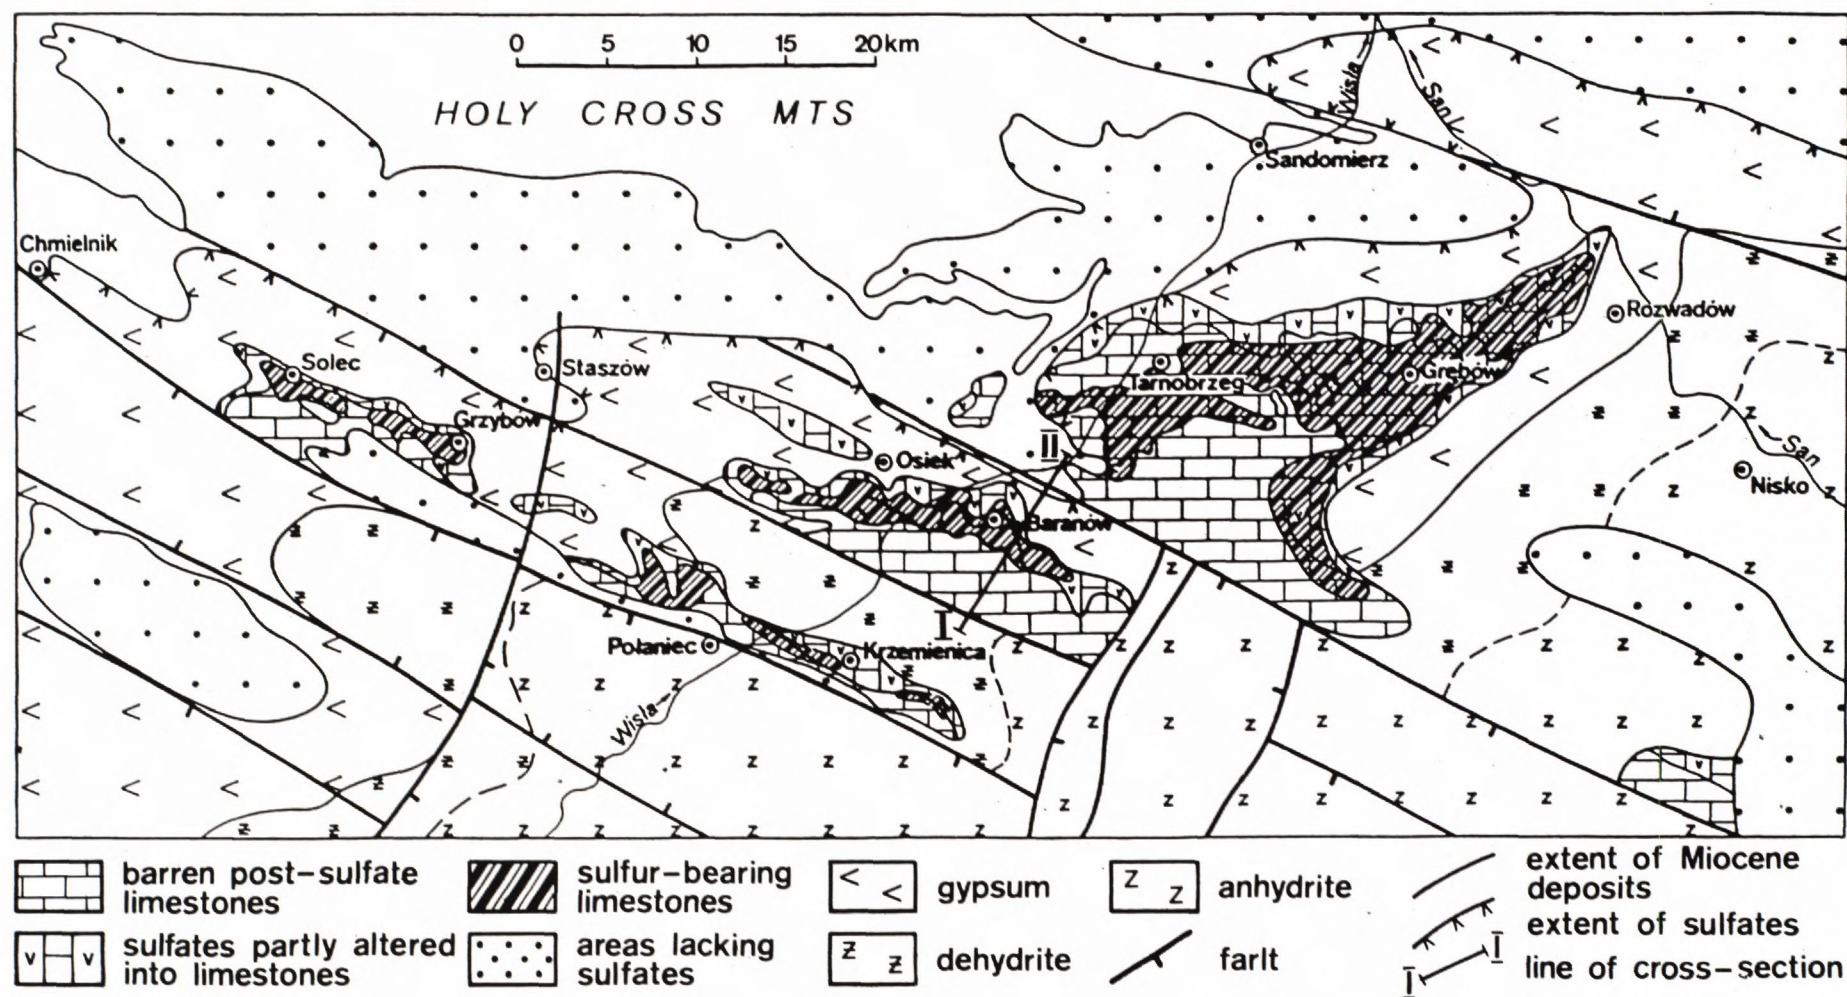 0 5 10 15 20km
HOLY CROSS MTS
Wisła
San
Sandomierz
Chmielnik
Rozwadów
Solec
Staszów
Tarnobrzeg
Grębów
Grzybów
II
Osiek
San
Nisko
Baranów
I
Połaniec
Krzemienica
Wisła
barren post-sulfate
limestones
sulfur-bearing
limestones
gypsum
anhydrite
extent of Miocene
deposits
extent of sulfates
sulfates partly altered
into limestones
areas lacking
sulfates
dehydrite
farlt
I I
line of cross-section